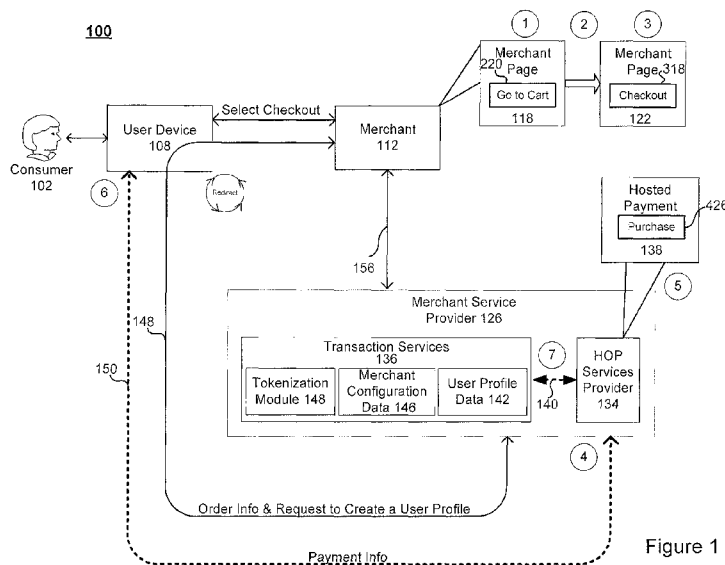 100
1
2
3
Merchant
Page
220
Go to Cart
118
Merchant
Page
318
Checkout
122
Select Checkout
User Device
108
Merchant
112
Consumer
102
6
Redirect
Hosted
Payment
426
Purchase
138
156
5
Merchant Service
Provider 126
148
150
Transaction Services
136
7
HOP
Services
Provider
134
Tokenization
Module 148
Merchant
Configuration
Data 146
User Profile
Data 142
140
4
Order Info & Request to Create a User Profile
Figure 1
Payment Info